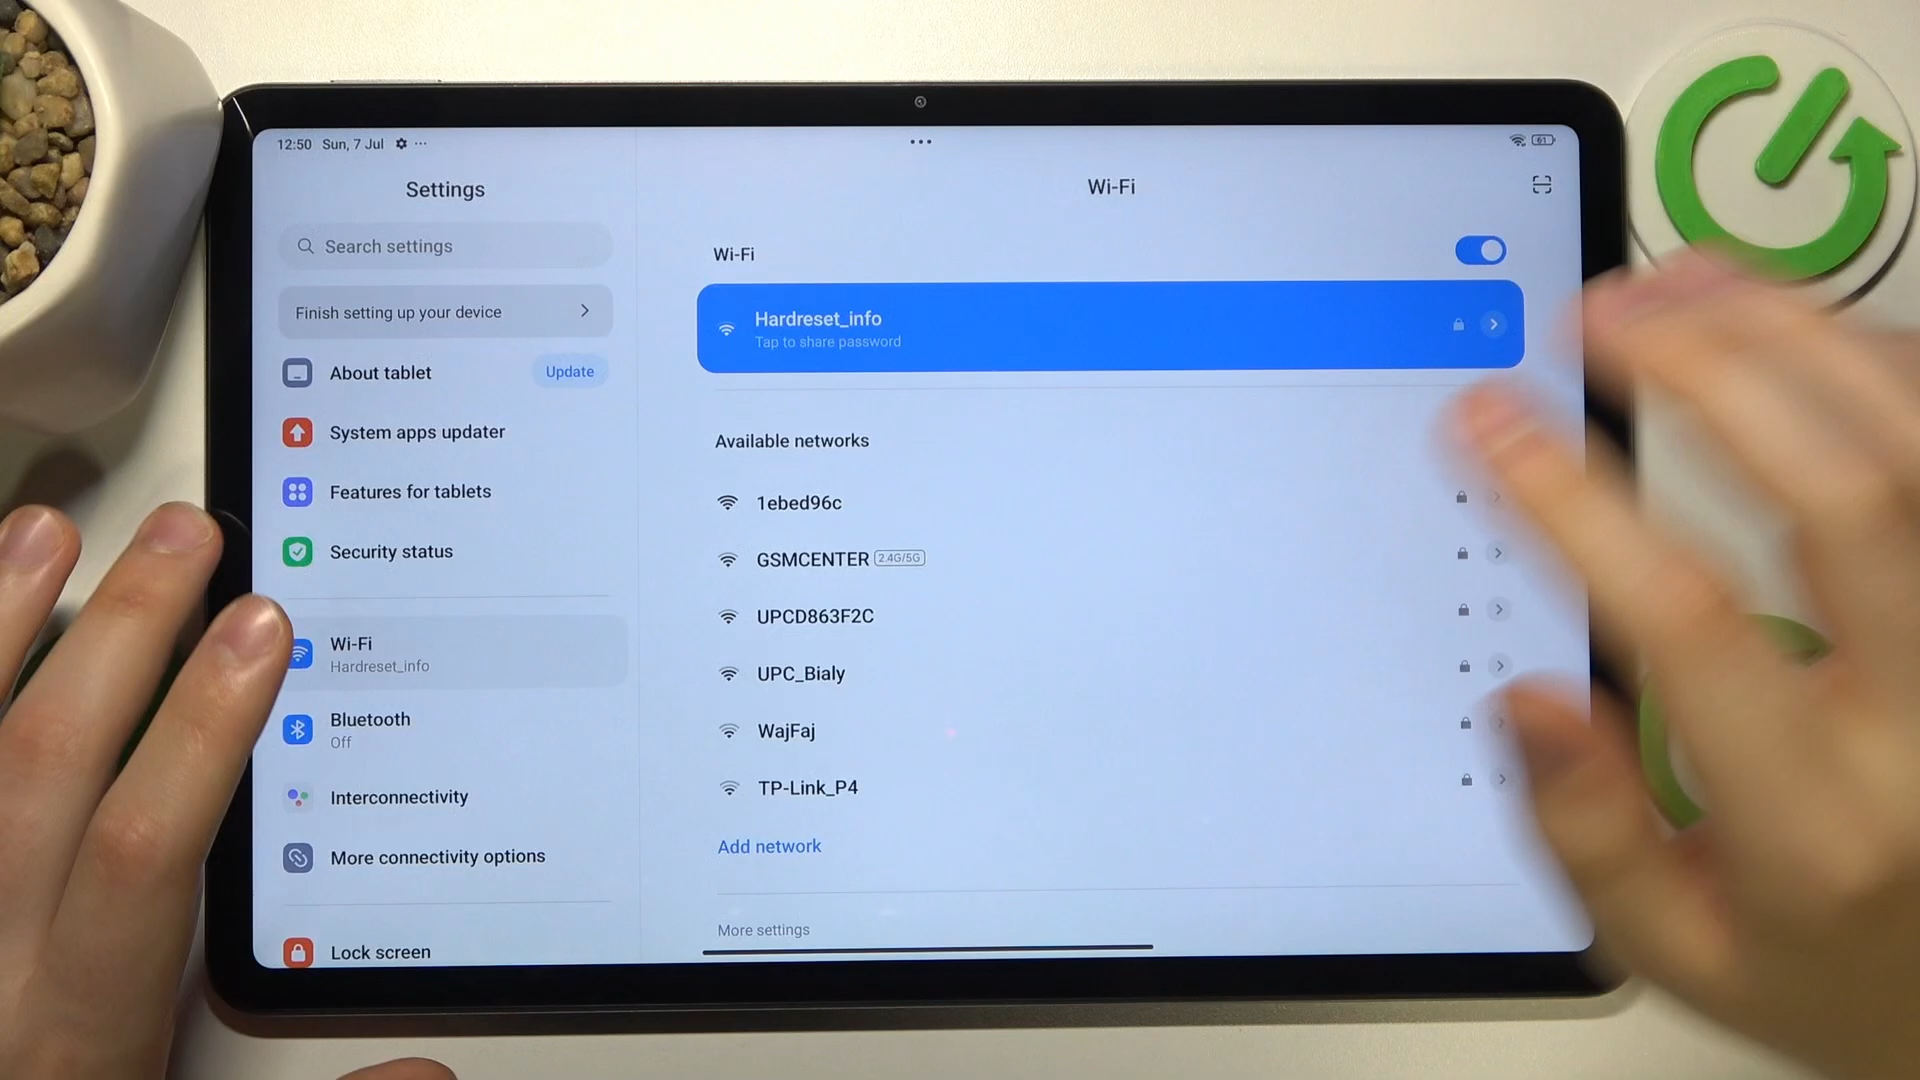 12:50 Sun, 7 Jul
61
Settings
Search settings
Finish setting up your device
About tablet Update
System apps updater
Features for tablets
Security status
Wi-Fi
Hardreset_info
Bluetooth
Off
Interconnectivity
More connectivity options
Lock screen
Wi-Fi
Wi-Fi
Hardreset_info
Tap to share password
Available networks
1ebed96c
GSMCENTER 2.4G/5G
UPCD863F2C
UPC_Bialy
WajFaj
TP-Link_P4
Add network
More settings